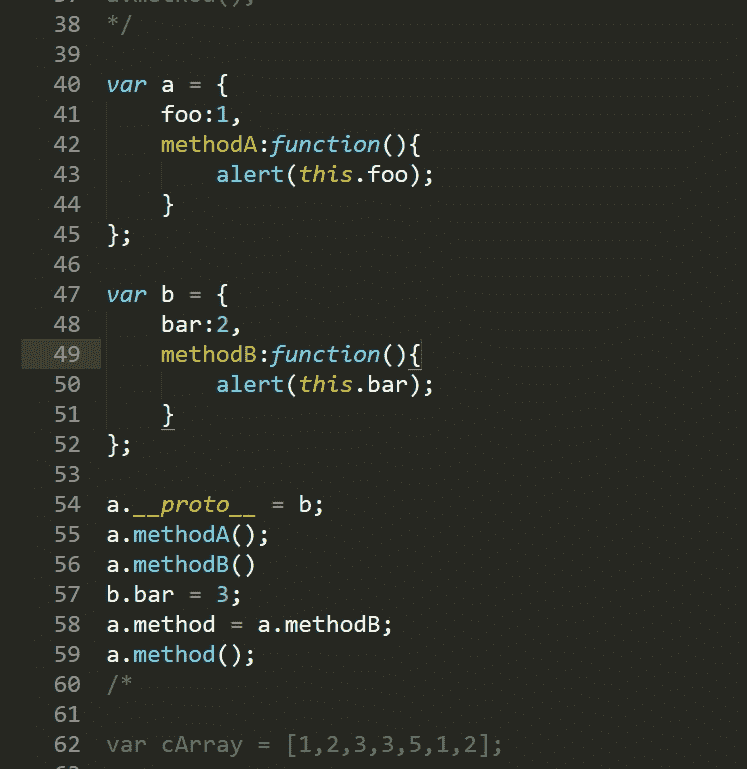 38 */
39
40 var a = {
41     foo:1,
42     methodA:function(){
43         alert(this.foo);
44     }
45 };
46
47 var b = {
48     bar:2,
49     methodB:function(){
50         alert(this.bar);
51     }
52 };
53
54 a.__proto__ = b;
55 a.methodA();
56 a.methodB()
57 b.bar = 3;
58 a.method = a.methodB;
59 a.method();
60 /*
61
62 var cArray = [1,2,3,3,5,1,2];